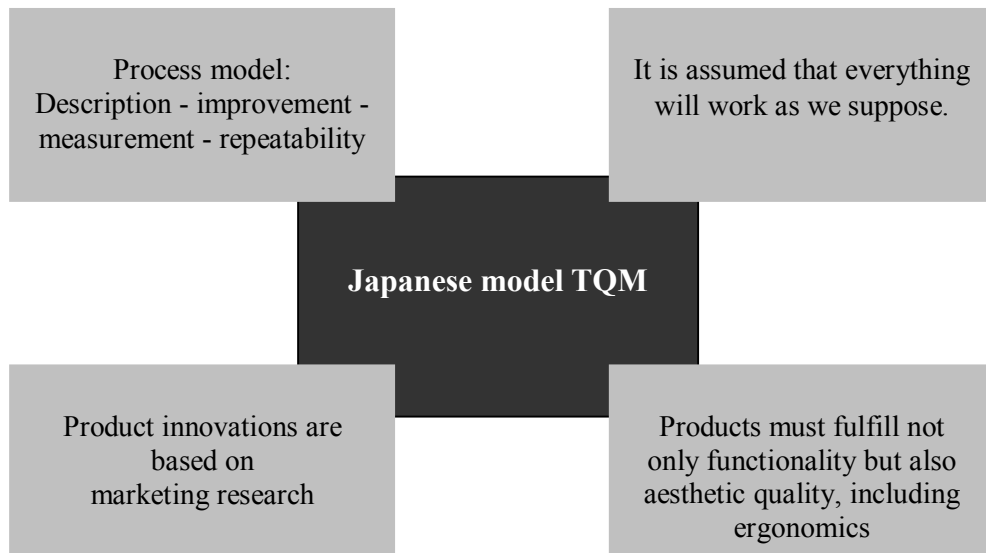 Process model:
Description - improvement -
measurement - repeatability
It is assumed that everything
will work as we suppose.
Japanese model TQM
Product innovations are
based on
marketing research
Products must fulfill not
only functionality but also
aesthetic quality, including
ergonomics